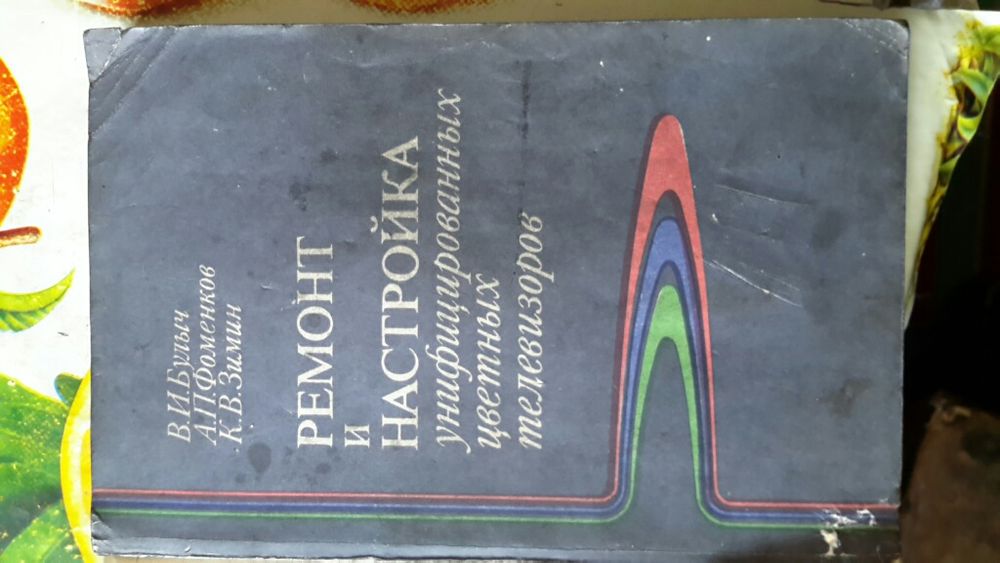 В.И.Булыч
А.П.Фоменков
К.В.Зимин
РЕМОНТ
И
НАСТРОЙКА
унифицированных
цветных
телевизоров